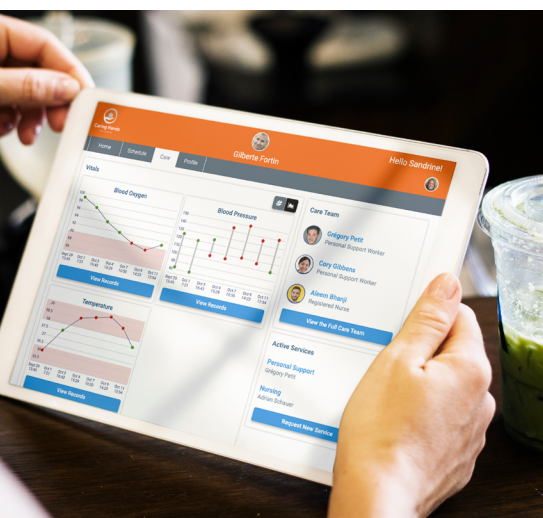 Caring Hands
Gilberte Fortin
Hello Sandrine!
Home
Schedule
Care
Profile
Vitals
Blood Oxygen
View Records
Blood Pressure
View Records
Temperature
View Records
Care Team
Grégory Petit
Personal Support Worker
Cory Gibbens
Personal Support Worker
Aleem Bhanji
Registered Nurse
View the Full Care Team
Active Services
Personal Support
Grégory Petit
Nursing
Adrian Schauer
Request New Service